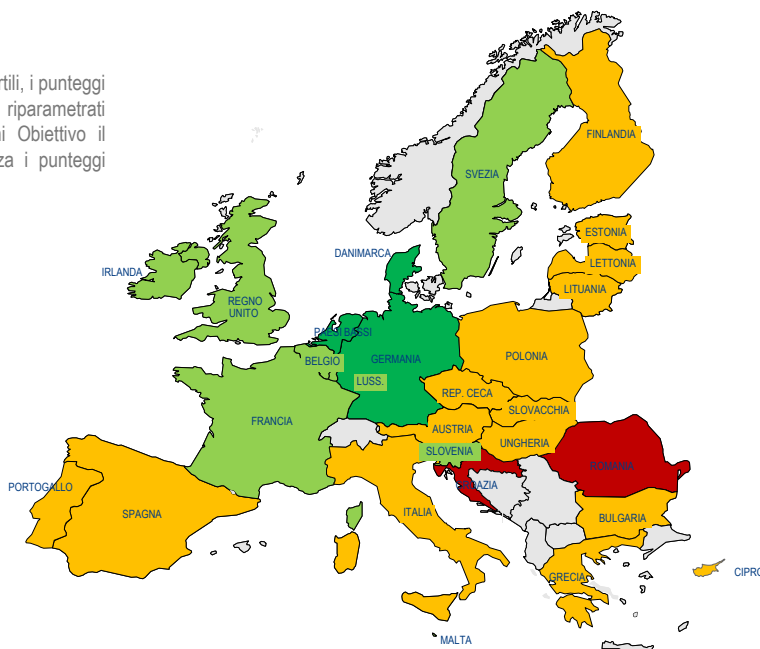 rtili, i punteggi
riparametrati
ni Obiettivo il
za i punteggi
FINLANDIA
SVEZIA
ESTONIA
DANIMARCA
LETTONIA
IRLANDA
LITUANIA
REGNO
UNITO
PAESI BASSI
BELGIO
GERMANIA
POLONIA
LUSS.
REP. CECA
SLOVACCHIA
FRANCIA
AUSTRIA
UNGHERIA
SLOVENIA
ROMANIA
PORTOGALLO
CROAZIA
SPAGNA
ITALIA
BULGARIA
CIPRO
GRECIA
MALTA